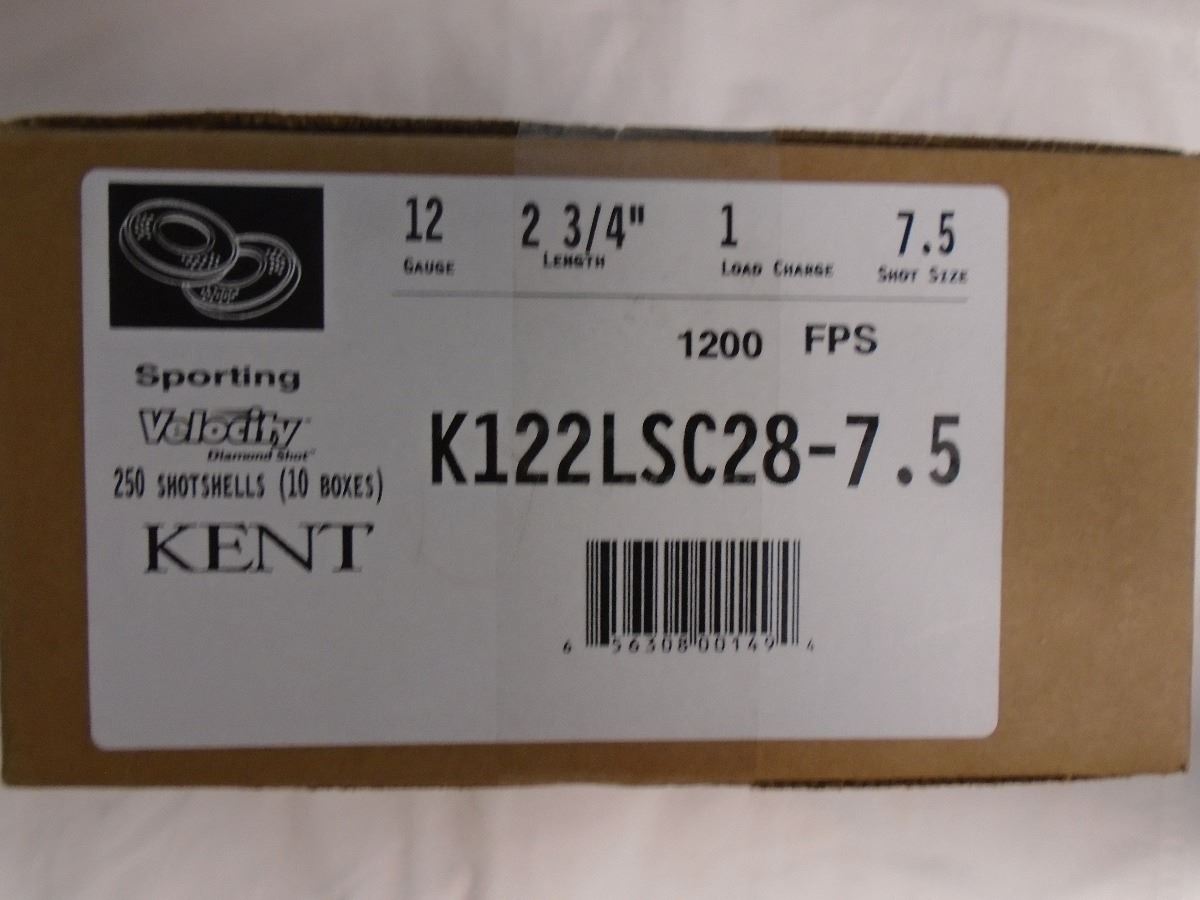 12 2 3/4" 1 7.5
GAUGE LENGTH LOAD CHARGE SHOT SIZE
1200 FPS
Sporting
Velocity™
Diamond Shot®
250 SHOTSHELLS (10 BOXES)
KENT
K122LSC28-7.5
6 56308 00149 4